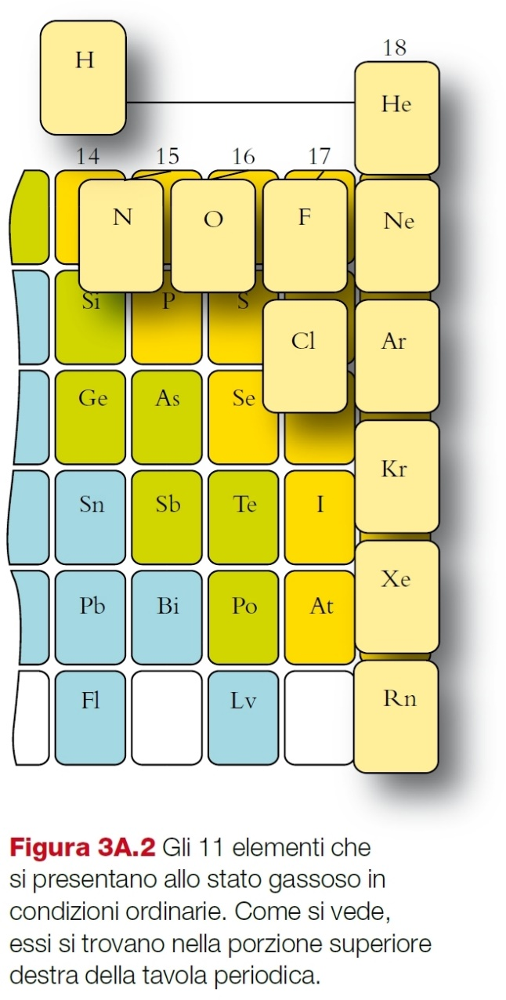 H
18
He
14 15 16 17
N O F Ne
Si P S
Cl Ar
Ge As Se
Kr
Sn Sb Te I
Xe
Pb Bi Po At
Fl Lv Rn
Figura 3A.2 Gli 11 elementi che
si presentano allo stato gassoso in
condizioni ordinarie. Come si vede,
essi si trovano nella porzione superiore
destra della tavola periodica.